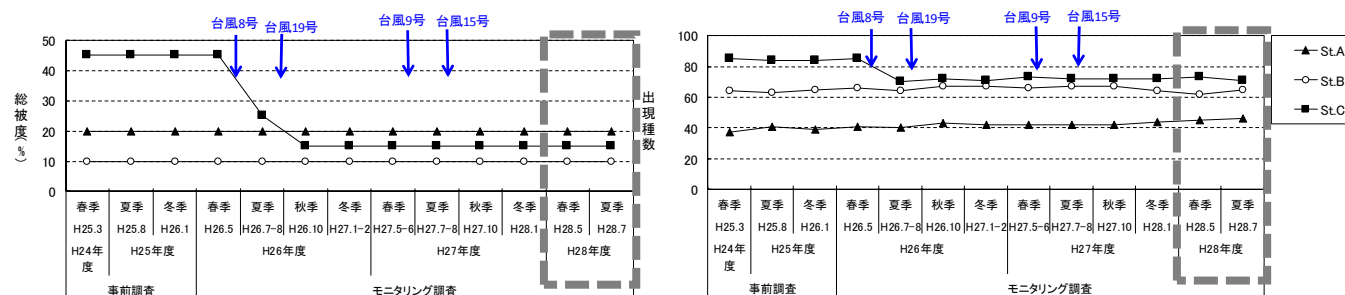 台風8号 台風19号 台風9号 台風15号
総被度(%)
50
40
30
20
10
0
春季 夏季 冬季 春季 夏季 秋季 冬季 春季 夏季 秋季 冬季 春季 夏季
H25.3 H25.8 H26.1 H26.5 H26.7-8 H26.10 H27.1-2 H27.5-6 H27.7-8 H27.10 H28.1 H28.5 H28.7
H24年度 H25年度 H26年度 H27年度 H28年度
事前調査 モニタリング調査
台風8号 台風19号 台風9号 台風15号
出現種数
100
80
60
40
20
0
春季 夏季 冬季 春季 夏季 秋季 冬季 春季 夏季 秋季 冬季 春季 夏季
H25.3 H25.8 H26.1 H26.5 H26.7-8 H26.10 H27.1-2 H27.5-6 H27.7-8 H27.10 H28.1 H28.5 H28.7
H24年度 H25年度 H26年度 H27年度 H28年度
事前調査 モニタリング調査
St.A
St.B
St.C